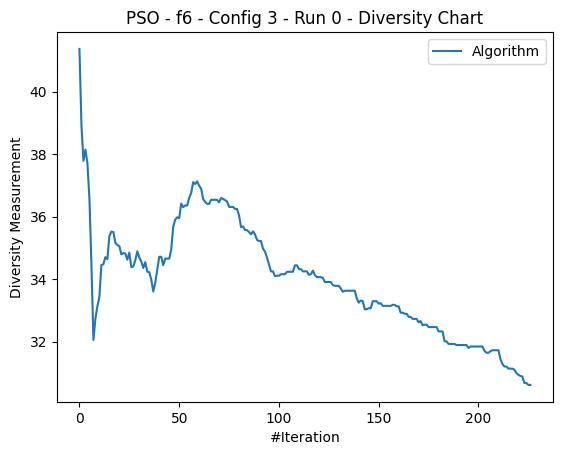 PSO - f6 - Config 3 - Run 0 - Diversity Chart
Algorithm
Diversity Measurement
40
38
36
34
32
0 50 100 150 200
#Iteration